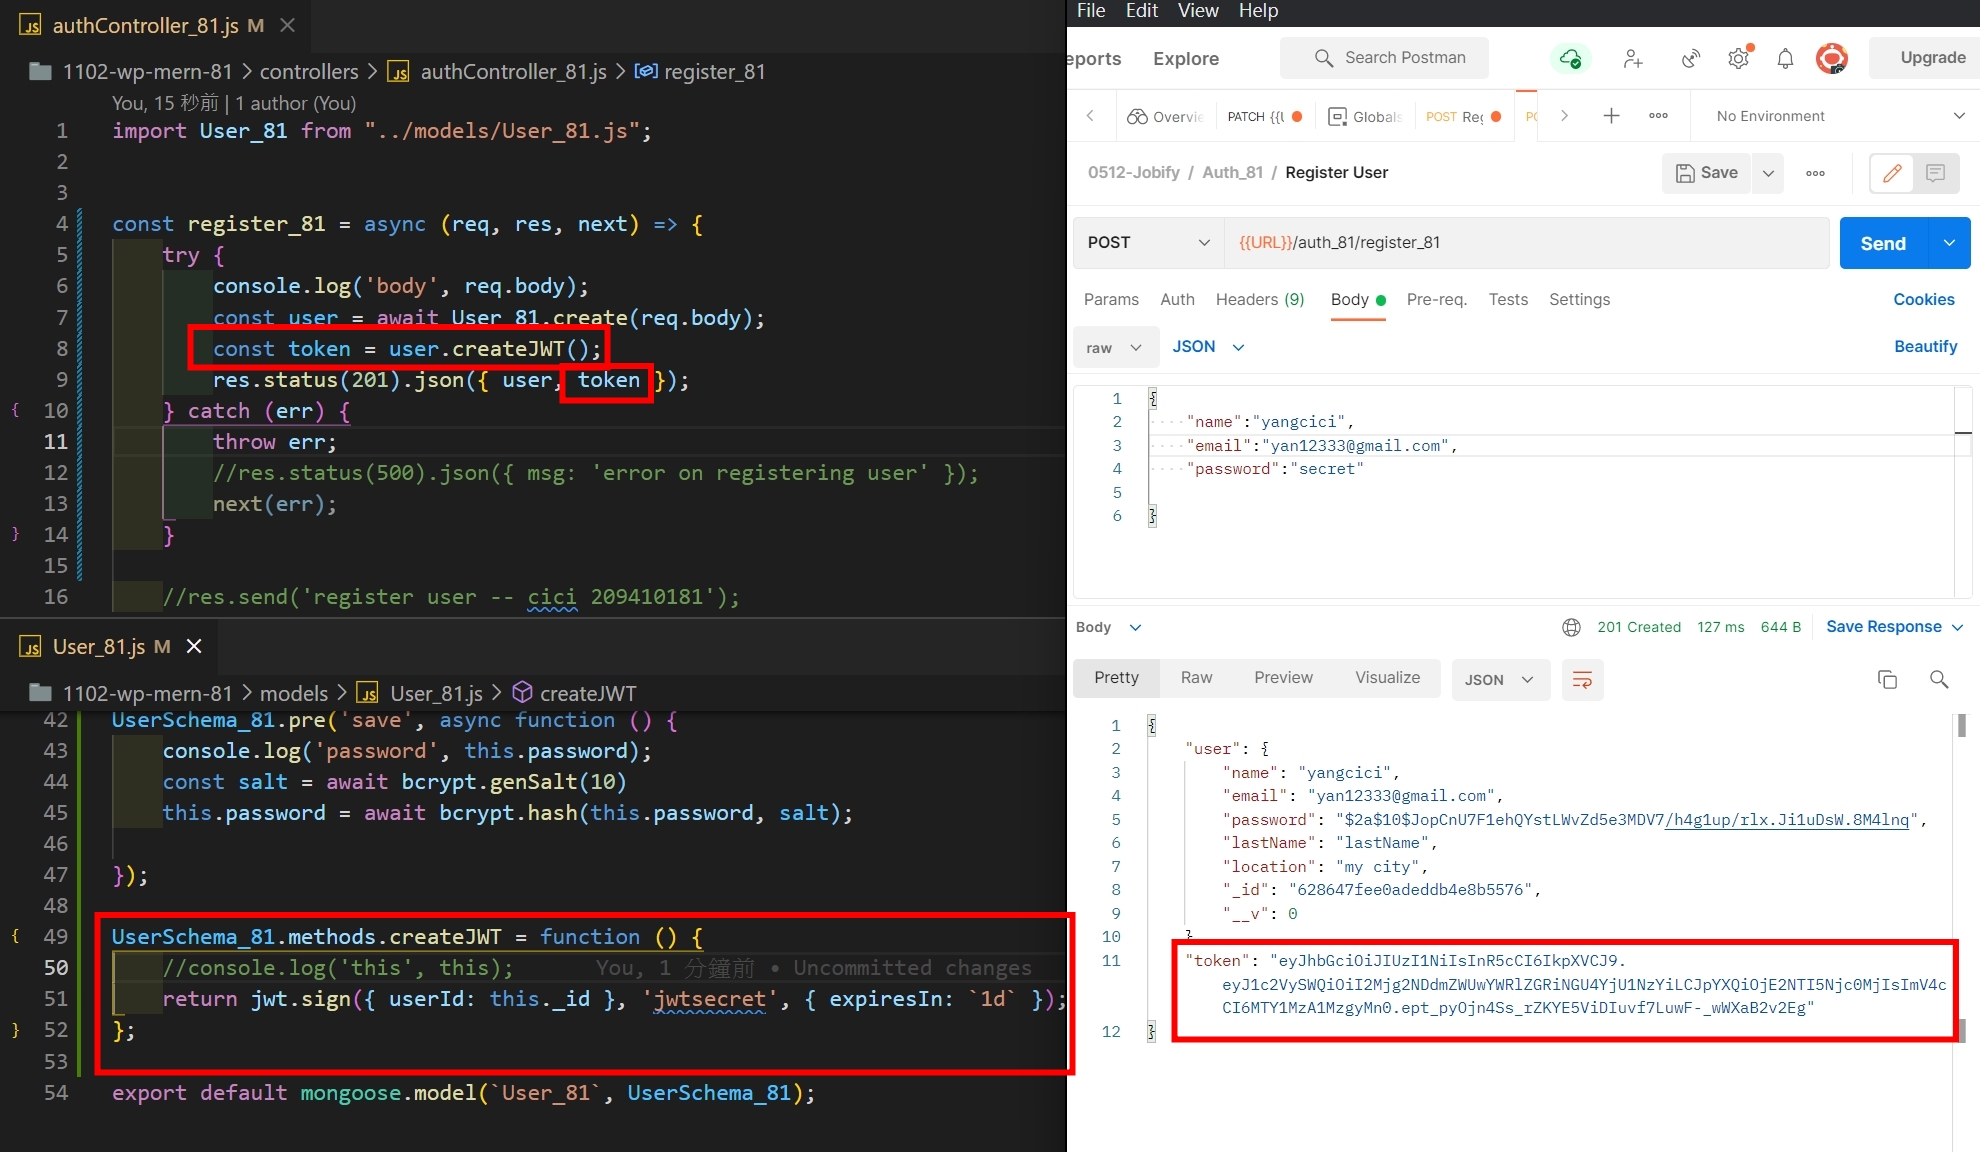 authController_81.js M
1102-wp-mern-81 > controllers > authController_81.js > register_81
You, 15 秒前 | 1 author (You)
1 import User_81 from "../models/User_81.js";
2
3
4 const register_81 = async (req, res, next) => {
5 try {
6 console.log('body', req.body);
7 const user = await User_81.create(req.body);
8 const token = user.createJWT();
9 res.status(201).json({ user, token });
10 } catch (err) {
11 throw err;
12 //res.status(500).json({ msg: 'error on registering user' });
13 next(err);
14 }
15
16 //res.send('register user -- cici 209410181');
User_81.js M
1102-wp-mern-81 > models > User_81.js > createJWT
42 UserSchema_81.pre('save', async function () {
43 console.log('password', this.password);
44 const salt = await bcrypt.genSalt(10)
45 this.password = await bcrypt.hash(this.password, salt);
46
47 });
48
49 UserSchema_81.methods.createJWT = function () {
50 //console.log('this', this); You, 1 分鐘前 • Uncommitted changes
51 return jwt.sign({ userId: this._id }, 'jwtsecret', { expiresIn: `1d` });
52 };
53
54 export default mongoose.model(`User_81`, UserSchema_81);
File Edit View Help
eports Explore Search Postman Upgrade
Overvie PATCH {{U Globals POST Reg PO No Environment
0512-Jobify / Auth_81 / Register User Save
POST {{URL}}/auth_81/register_81 Send
Params Auth Headers (9) Body Pre-req. Tests Settings Cookies
raw JSON Beautify
1 {
2 "name":"yangcici",
3 "email":"yan12333@gmail.com",
4 "password":"secret"
5
6 }
Body 201 Created 127 ms 644 B Save Response
Pretty Raw Preview Visualize JSON
1 {
2 "user": {
3 "name": "yangcici",
4 "email": "yan12333@gmail.com",
5 "password": "$2a$10$JopCnU7F1ehQYstLWvZd5e3MDV7/h4g1up/rlx.Ji1uDsW.8M4lnq",
6 "lastName": "lastName",
7 "location": "my city",
8 "_id": "628647fee0adeddb4e8b5576",
9 "__v": 0
10 }
11 "token": "eyJhbGciOiJIUzI1NiIsInR5cCI6IkpXVCJ9.
eyJ1c2VySWQiOiI2Mjg2NDdmZWUwYWRlZGRiNGU4YjU1NzYiLCJpYXQiOjE2NTI5Njc0MjIsImV4c
CI6MTY1MzA1MzgyMn0.ept_pyOjn4Ss_rZKYE5ViDIuvf7LuwF-_wWXaB2v2Eg"
12 }